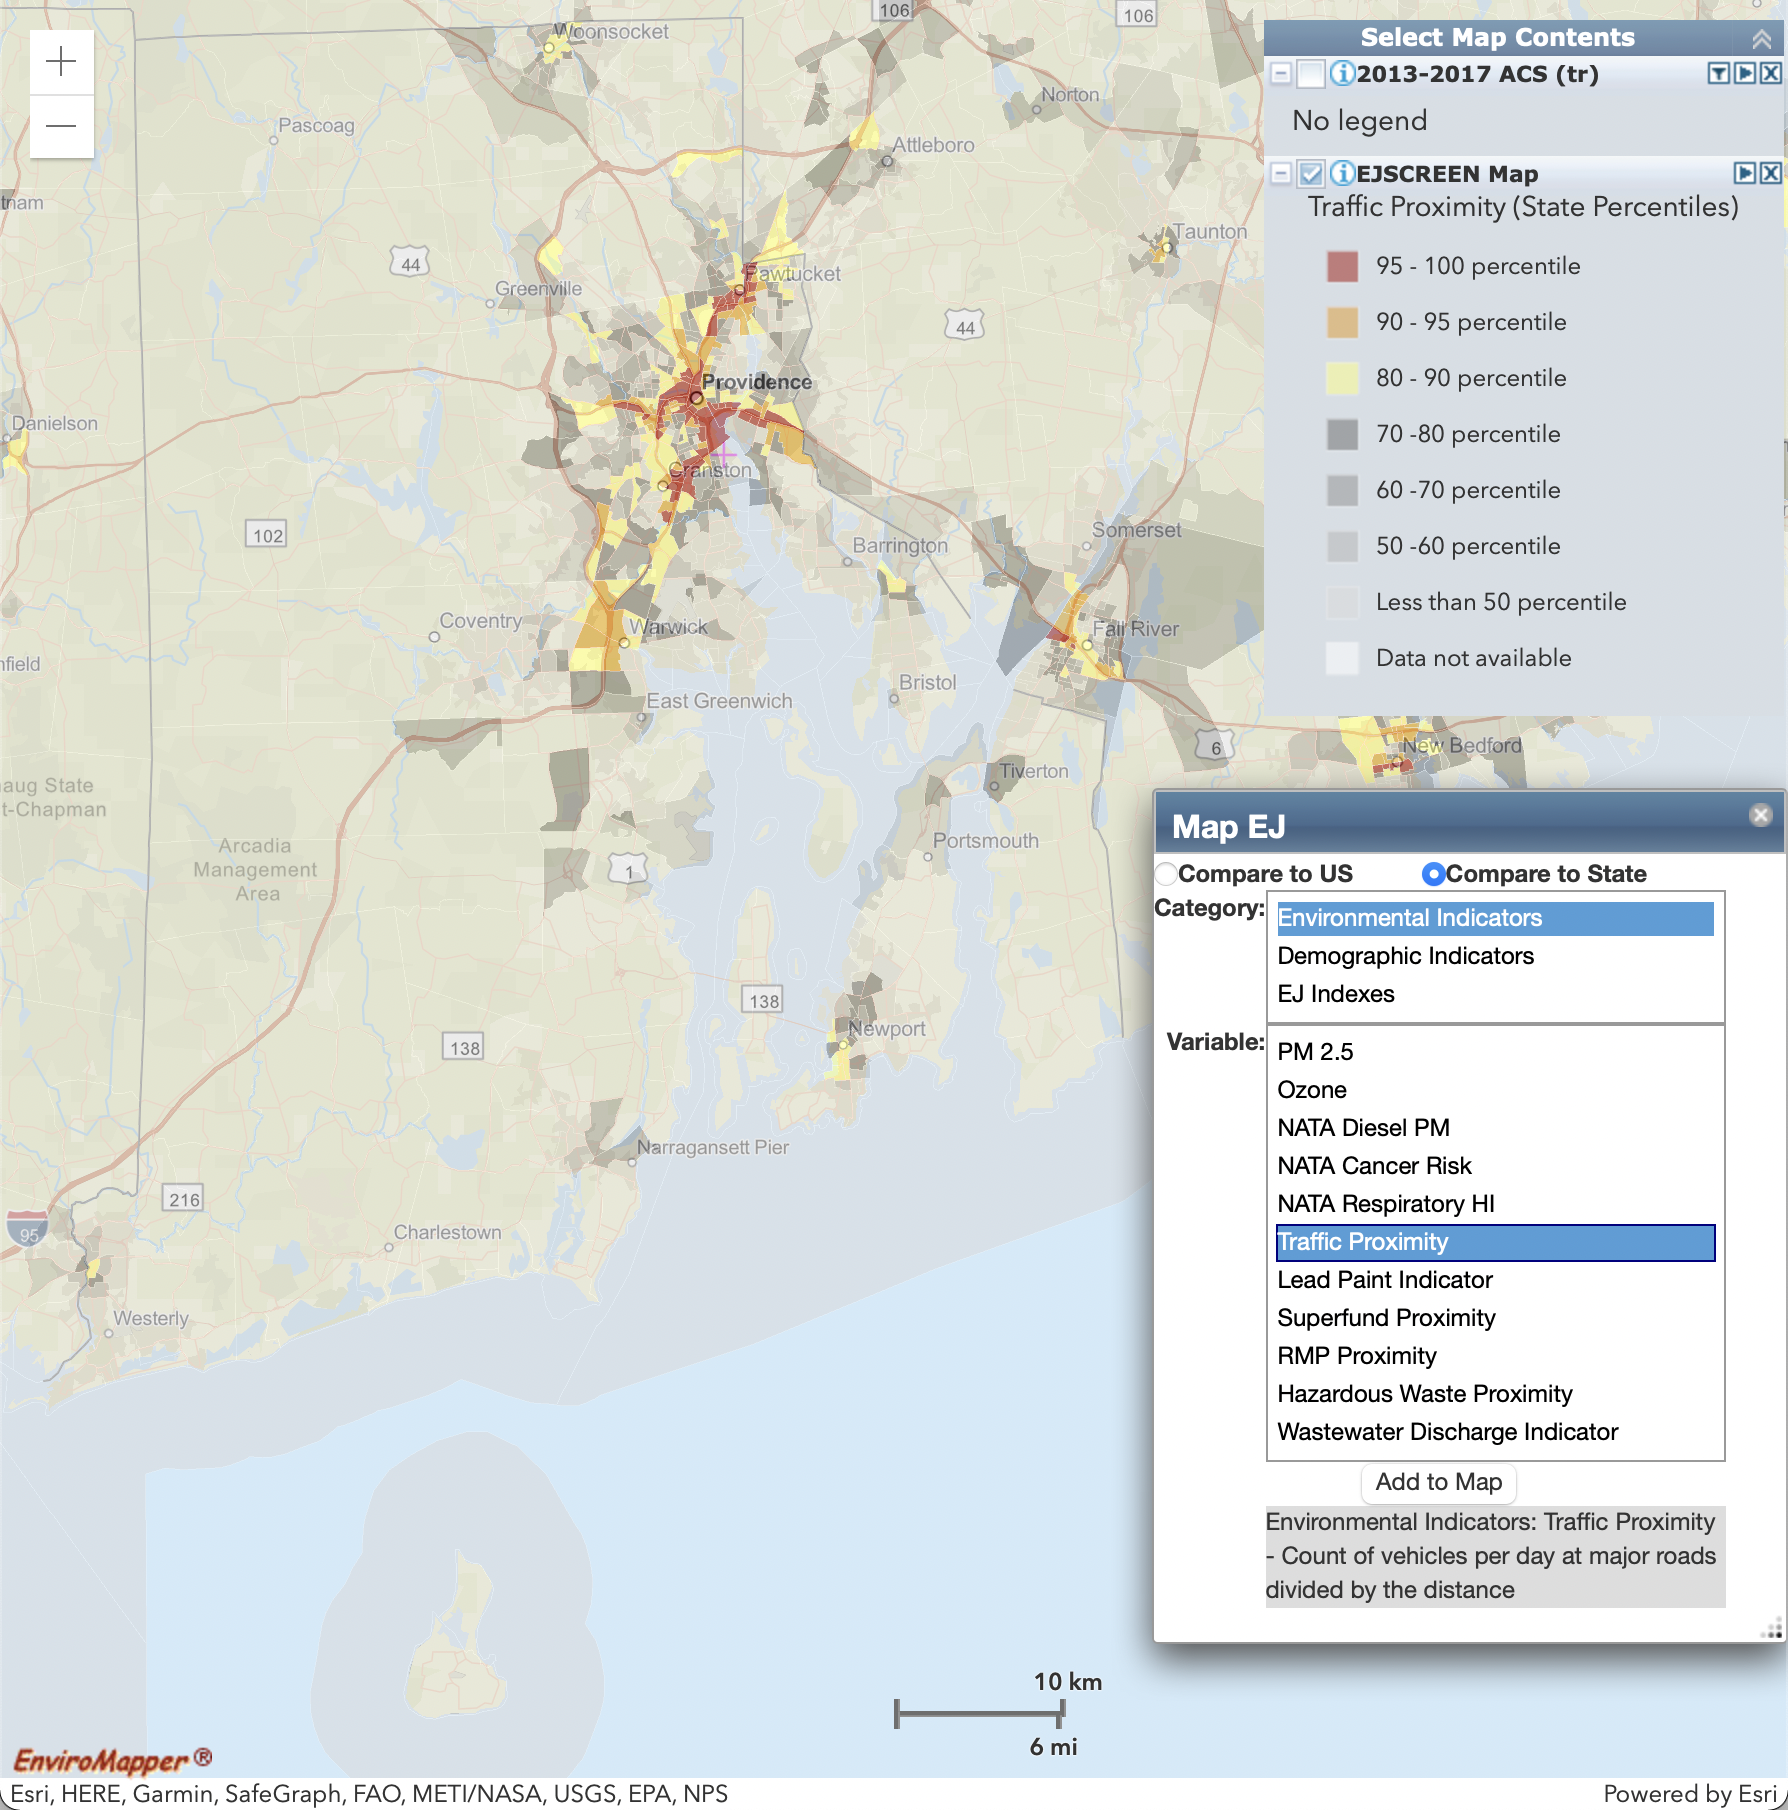 106
106
Woonsocket
Norton
Pascoag
Attleboro
tnam
44
Taunton
Pawtucket
Greenville
44
Providence
Danielson
Cranston
102
Barrington
Somerset
Coventry
Warwick
Fall River
nfield
Bristol
East Greenwich
6
New Bedford
Tiverton
aug State
t-Chapman
Portsmouth
Arcadia
Management
Area
1
138
Newport
138
Narragansett Pier
216
95
Charlestown
Westerly
Select Map Contents
2013-2017 ACS (tr)
No legend
EJSCREEN Map
Traffic Proximity (State Percentiles)
95 - 100 percentile
90 - 95 percentile
80 - 90 percentile
70 -80 percentile
60 -70 percentile
50 -60 percentile
Less than 50 percentile
Data not available
Map EJ
Compare to US Compare to State
Category:
Environmental Indicators
Demographic Indicators
EJ Indexes
Variable:
PM 2.5
Ozone
NATA Diesel PM
NATA Cancer Risk
NATA Respiratory HI
Traffic Proximity
Lead Paint Indicator
Superfund Proximity
RMP Proximity
Hazardous Waste Proximity
Wastewater Discharge Indicator
Add to Map
Environmental Indicators: Traffic Proximity
- Count of vehicles per day at major roads
divided by the distance
10 km
6 mi
EnviroMapper ®
Esri, HERE, Garmin, SafeGraph, FAO, METI/NASA, USGS, EPA, NPS
Powered by Esri